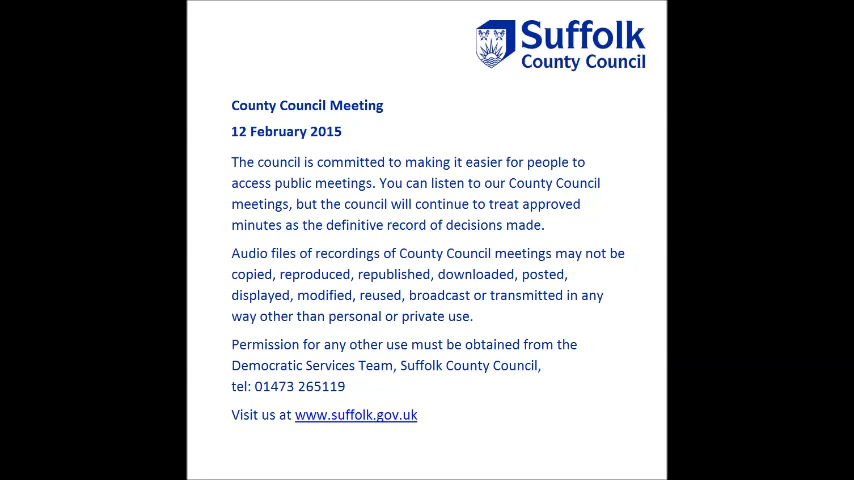 Suffolk
County Council
County Council Meeting
12 February 2015
The council is committed to making it easier for people to
access public meetings. You can listen to our County Council
meetings, but the council will continue to treat approved
minutes as the definitive record of decisions made.
Audio files of recordings of County Council meetings may not be
copied, reproduced, republished, downloaded, posted,
displayed, modified, reused, broadcast or transmitted in any
way other than personal or private use.
Permission for any other use must be obtained from the
Democratic Services Team, Suffolk County Council,
tel: 01473 265119
Visit us at www.suffolk.gov.uk